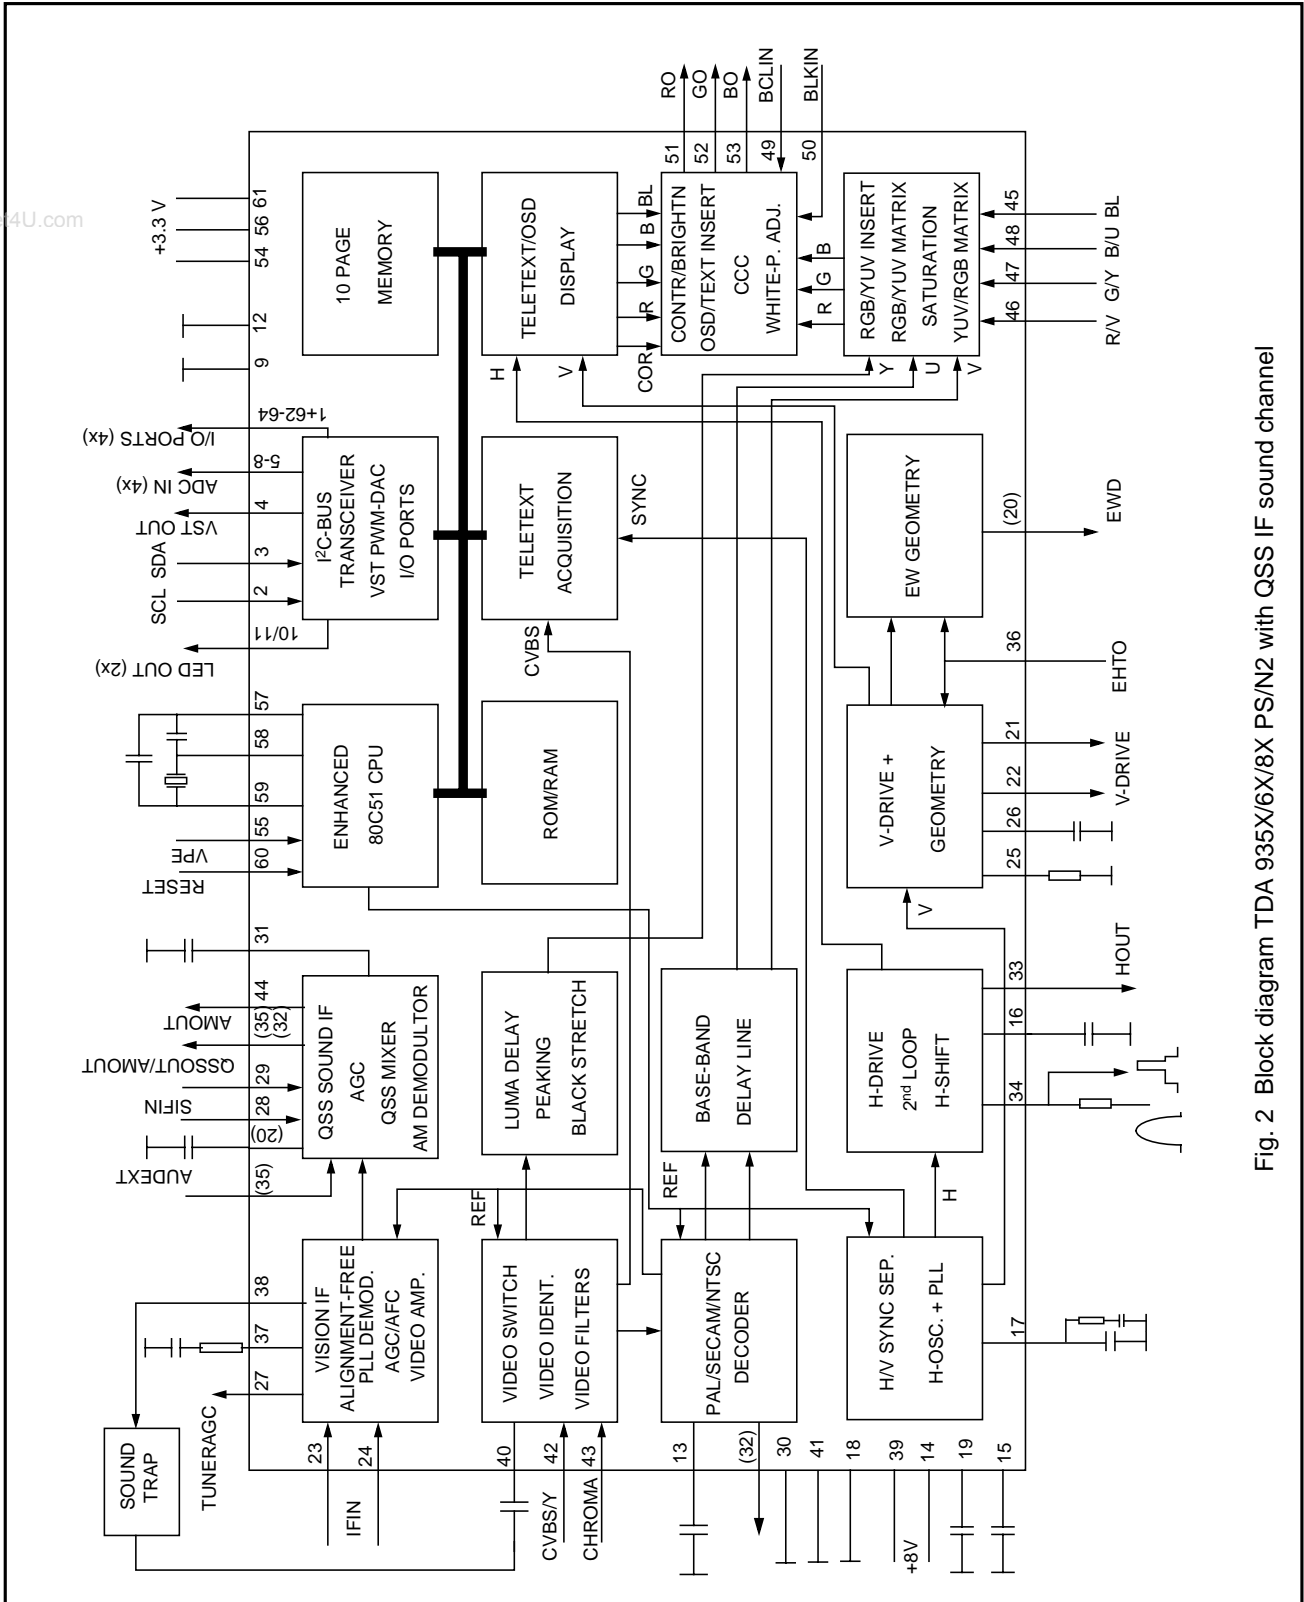 et4U.com
+3.3 V
54 56 61
12
9
I/O PORTS (4x)
1+62-64
ADC IN (4x)
5-8
VST OUT
4
SCL SDA
2 3
LED OUT (2x)
10/11
57
58
59
VPE
55
RESET
60
31
AMOUT
44
(35)
(32)
QSSOUT/AMOUT
SIFIN
28 29
(20)
AUDEXT
(35)
38
37
TUNERAGC
27
SOUND
TRAP
10 PAGE
MEMORY
I²C-BUS
TRANSCEIVER
VST PWM-DAC
I/O PORTS
ENHANCED
80C51 CPU
QSS SOUND IF
AGC
QSS MIXER
AM DEMODULTOR
VISION IF
ALIGNMENT-FREE
PLL DEMOD.
AGC/AFC
VIDEO AMP.
23
24
IFIN
TELETEXT/OSD
DISPLAY
H
V
TELETEXT
ACQUISITION
SYNC
CVBS
ROM/RAM
LUMA DELAY
PEAKING
BLACK STRETCH
REF
VIDEO SWITCH
VIDEO IDENT.
VIDEO FILTERS
40
42
43
CVBS/Y
CHROMA
COR R G B BL
CONTR/BRIGHTN
OSD/TEXT INSERT
CCC
WHITE-P. ADJ.
51 RO
52 GO
53 BO
49 BCLIN
50 BLKIN
R G B
RGB/YUV INSERT
RGB/YUV MATRIX
SATURATION
YUV/RGB MATRIX
Y
U
V
46 47 48 45
R/V G/Y B/U BL
BASE-BAND
DELAY LINE
REF
PAL/SECAM/NTSC
DECODER
13
(32)
30
41
18
39
14
+8V
19
15
EW GEOMETRY
(20)
EWD
36
EHTO
V-DRIVE +
GEOMETRY
21
22
V-DRIVE
26
25
V
H-DRIVE
2nd LOOP
H-SHIFT
33
HOUT
16
34
H
H/V SYNC SEP.
H-OSC. + PLL
17
Fig. 2 Block diagram TDA 935X/6X/8X PS/N2 with QSS IF sound channel